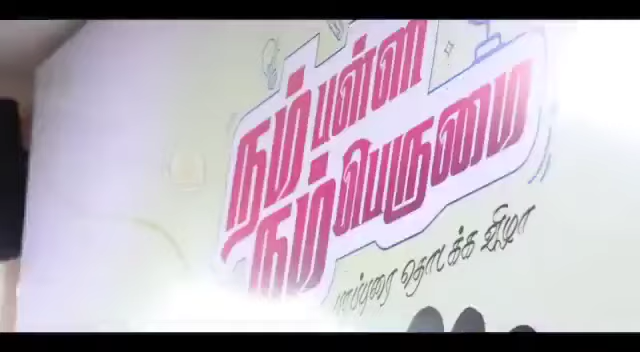 நம் பள்ளி
நம் பெருமை
தொடக்க விழா